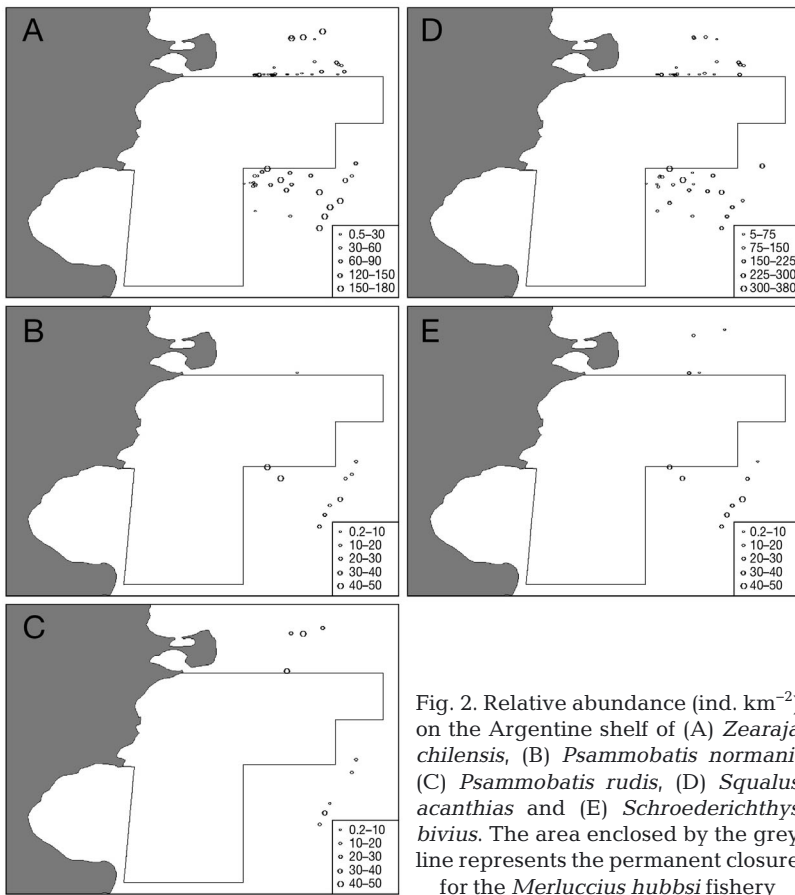 A
0.5–30
30–60
60–90
120–150
150–180
D
5–75
75–150
150–225
225–300
300–380
B
0.2–10
10–20
20–30
30–40
40–50
E
0.2–10
10–20
20–30
30–40
40–50
C
0.2–10
10–20
20–30
30–40
40–50
Fig. 2. Relative abundance (ind. km⁻²)
on the Argentine shelf of (A) Zearaja
chilensis, (B) Psammobatis normani
(C) Psammobatis rudis, (D) Squalus
acanthias and (E) Schroederichthys
bivius. The area enclosed by the grey
line represents the permanent closure
for the Merluccius hubbsi fishery